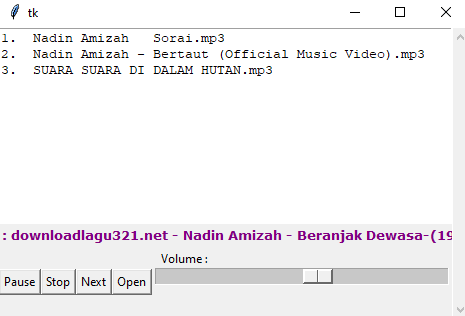 tk
1. Nadin Amizah   Sorai.mp3
2. Nadin Amizah - Bertaut (Official Music Video).mp3
3. SUARA SUARA DI DALAM HUTAN.mp3
: downloadlagu321.net - Nadin Amizah - Beranjak Dewasa-(19
Volume :
Pause Stop Next Open